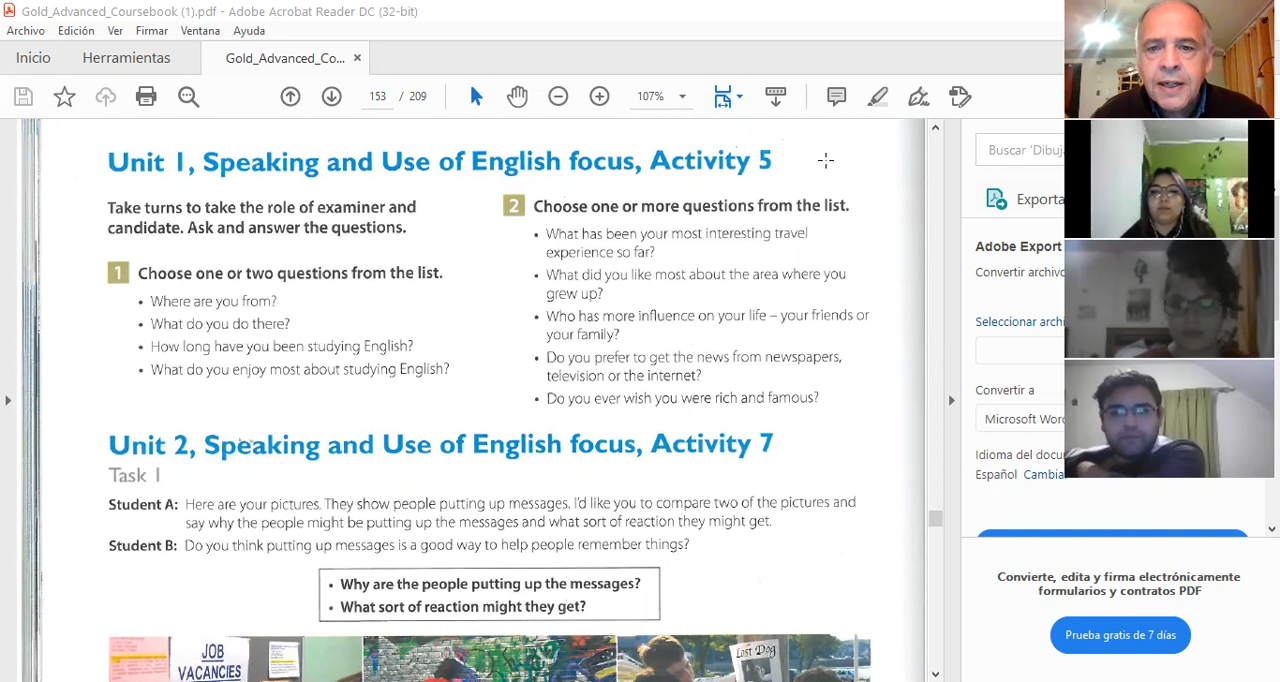 Gold_Advanced_Coursebook (1).pdf - Adobe Acrobat Reader DC (32-bit)
Archivo Edición Ver Firmar Ventana Ayuda
Inicio Herramientas Gold_Advanced_Co... ×
153 / 209 107%
Unit 1, Speaking and Use of English focus, Activity 5
Take turns to take the role of examiner and
candidate. Ask and answer the questions.
1 Choose one or two questions from the list.
• Where are you from?
• What do you do there?
• How long have you been studying English?
• What do you enjoy most about studying English?
2 Choose one or more questions from the list.
• What has been your most interesting travel
experience so far?
• What did you like most about the area where you
grew up?
• Who has more influence on your life – your friends or
your family?
• Do you prefer to get the news from newspapers,
television or the internet?
• Do you ever wish you were rich and famous?
Unit 2, Speaking and Use of English focus, Activity 7
Task 1
Student A: Here are your pictures. They show people putting up messages. I'd like you to compare two of the pictures and
say why the people might be putting up the messages and what sort of reaction they might get.
Student B: Do you think putting up messages is a good way to help people remember things?
• Why are the people putting up the messages?
• What sort of reaction might they get?
JOB
VACANCIES
Lost Dog
Buscar 'Dibuja
Exporta
Adobe Export
Convertir archivo
Seleccionar archi
Convertir a
Microsoft Word
Idioma del docu
Español Cambia
Convierte, edita y firma electrónicamente
formularios y contratos PDF
Prueba gratis de 7 días